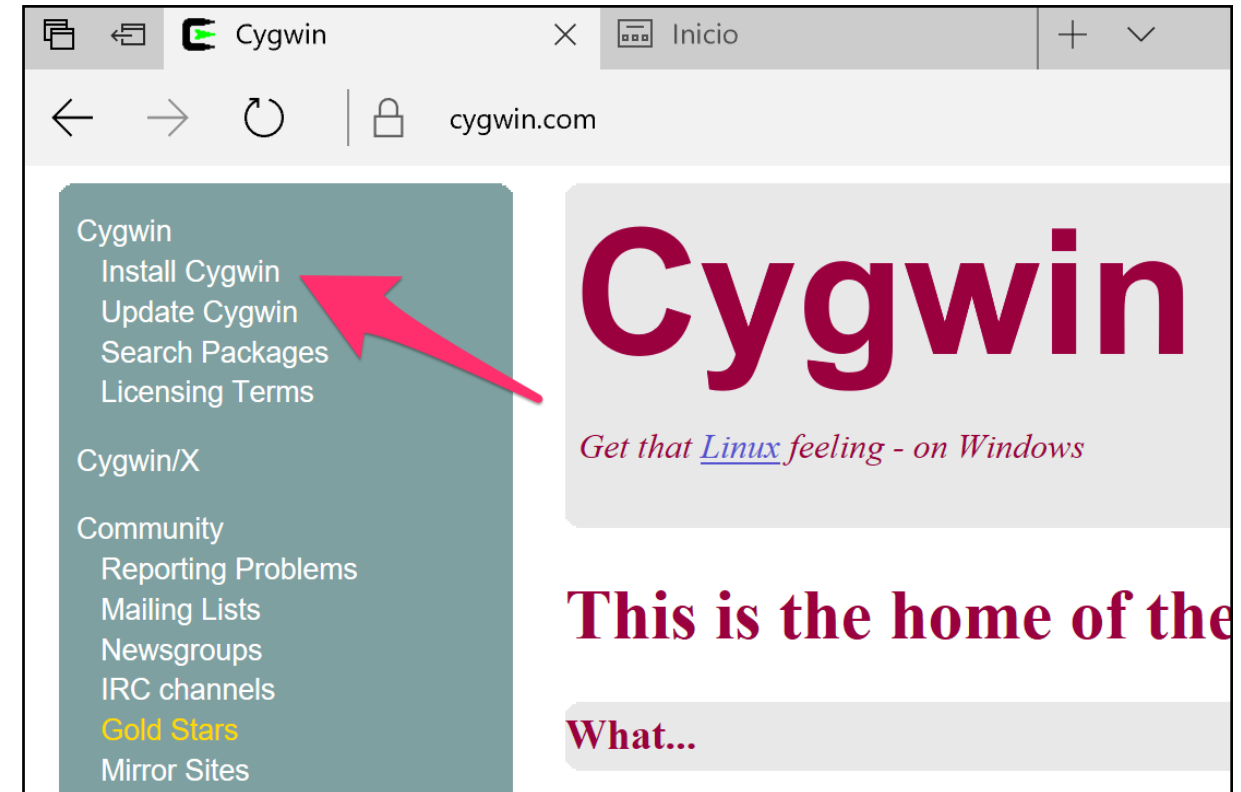 Cygwin
Inicio
cygwin.com
Cygwin
Install Cygwin
Update Cygwin
Search Packages
Licensing Terms
Cygwin/X
Community
Reporting Problems
Mailing Lists
Newsgroups
IRC channels
Gold Stars
Mirror Sites
Cygwin
Get that Linux feeling - on Windows
This is the home of the
What...